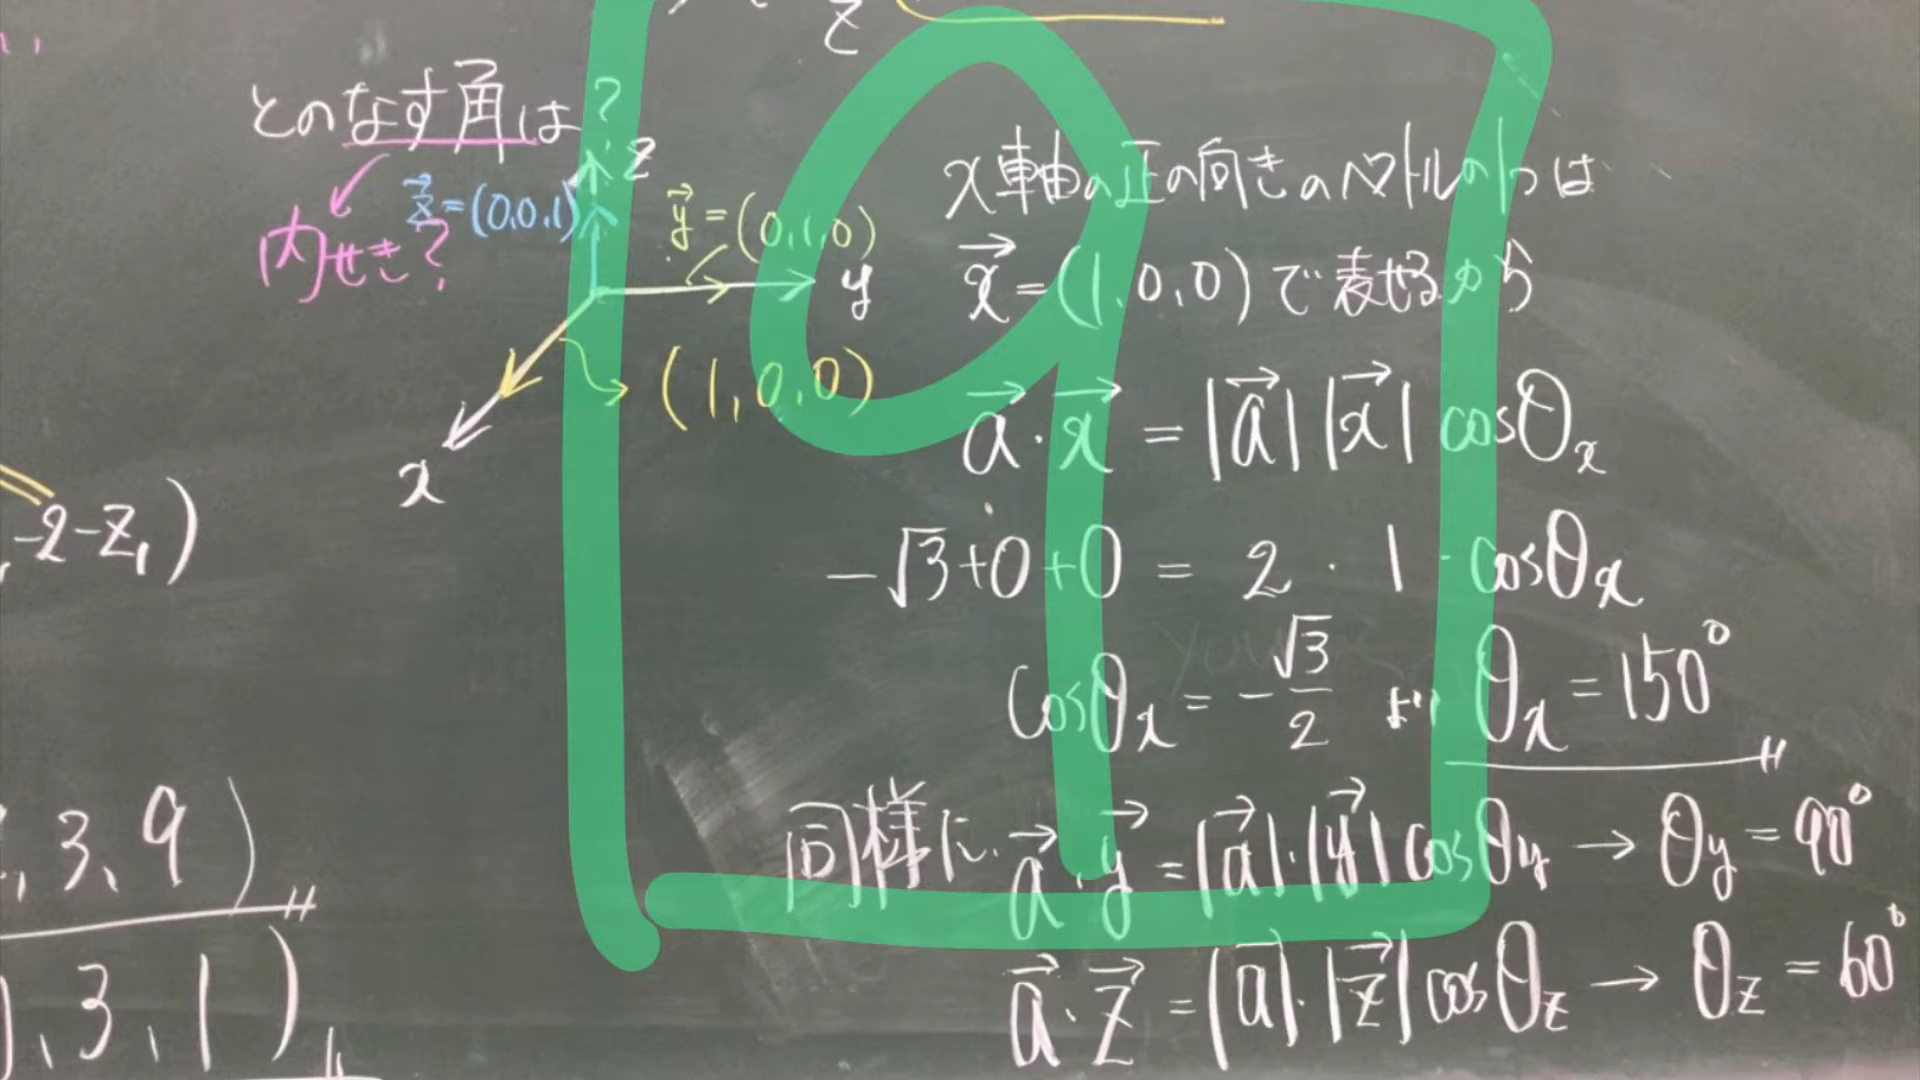 とのなす角は?
z
z⃗=(0,0,1)
y⃗=(0,1,0)
内せき?
y
(1,0,0)
x
-2-z₁)
3,9)
,3,1)
9
x軸の正の向きのベクトルの1つは
x⃗=(1,0,0)で表せるから
a⃗・x⃗=|a⃗||x⃗|cosθx
-√3+0+0=2・1・cosθx
cosθx=-√3/2 より θx=150°
同様に、a⃗・y⃗=|a⃗|・|y⃗|cosθy→θy=90°
a⃗・z⃗=|a⃗|・|z⃗|cosθz→θz=60°